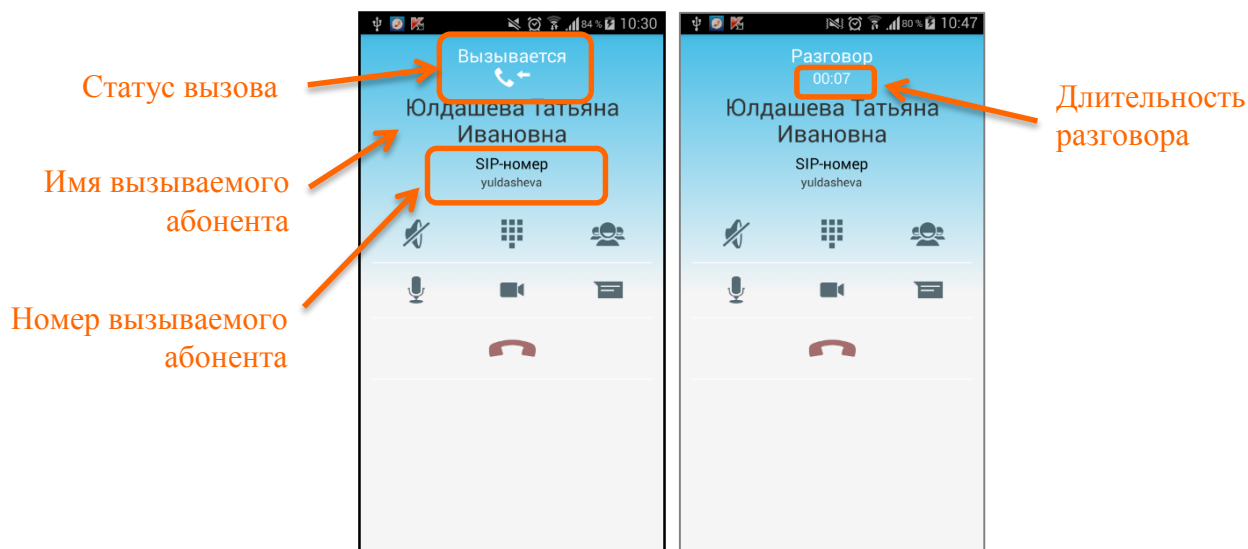 84 % 10:30
Вызывается
Юлдашева Татьяна
Ивановна
SIP-номер
yuldasheva
80 % 10:47
Разговор
00:07
Юлдашева Татьяна
Ивановна
SIP-номер
yuldasheva
Статус вызова
Имя вызываемого
абонента
Номер вызываемого
абонента
Длительность
разговора